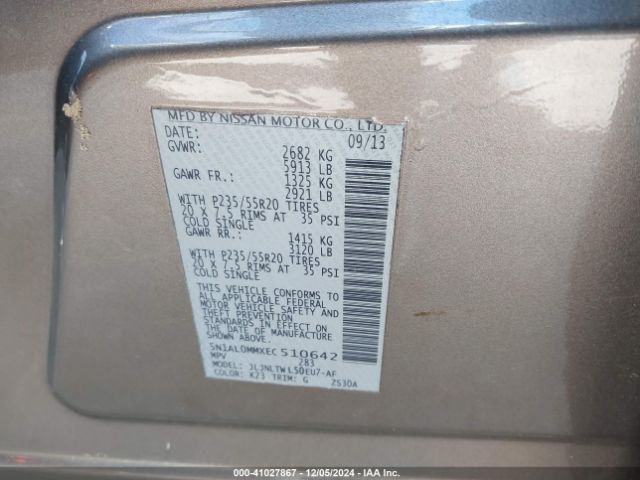 MFD BY NISSAN MOTOR CO., LTD.
DATE: 09/13
GVWR: 2682 KG
5913 LB
GAWR FR.: 1325 KG
2921 LB
WITH P235/55R20 TIRES
20 X 7.5 RIMS AT 35 PSI
COLD SINGLE
GAWR RR.: 1415 KG
3120 LB
WITH P235/55R20 TIRES
20 X 7.5 RIMS AT 35 PSI
COLD SINGLE
THIS VEHICLE CONFORMS TO
ALL APPLICABLE FEDERAL
MOTOR VEHICLE SAFETY AND
THEFT PREVENTION
STANDARDS IN EFFECT ON
THE DATE OF MANUFACTURE
SHOWN ABOVE.
5N1AL0MMXEC510642
MPV 283
MODEL: JLJNLTWL50EU7-AF
COLOR: K23 TRIM: G 2S30A
000-41027867 - 12/05/2024 - IAA Inc.